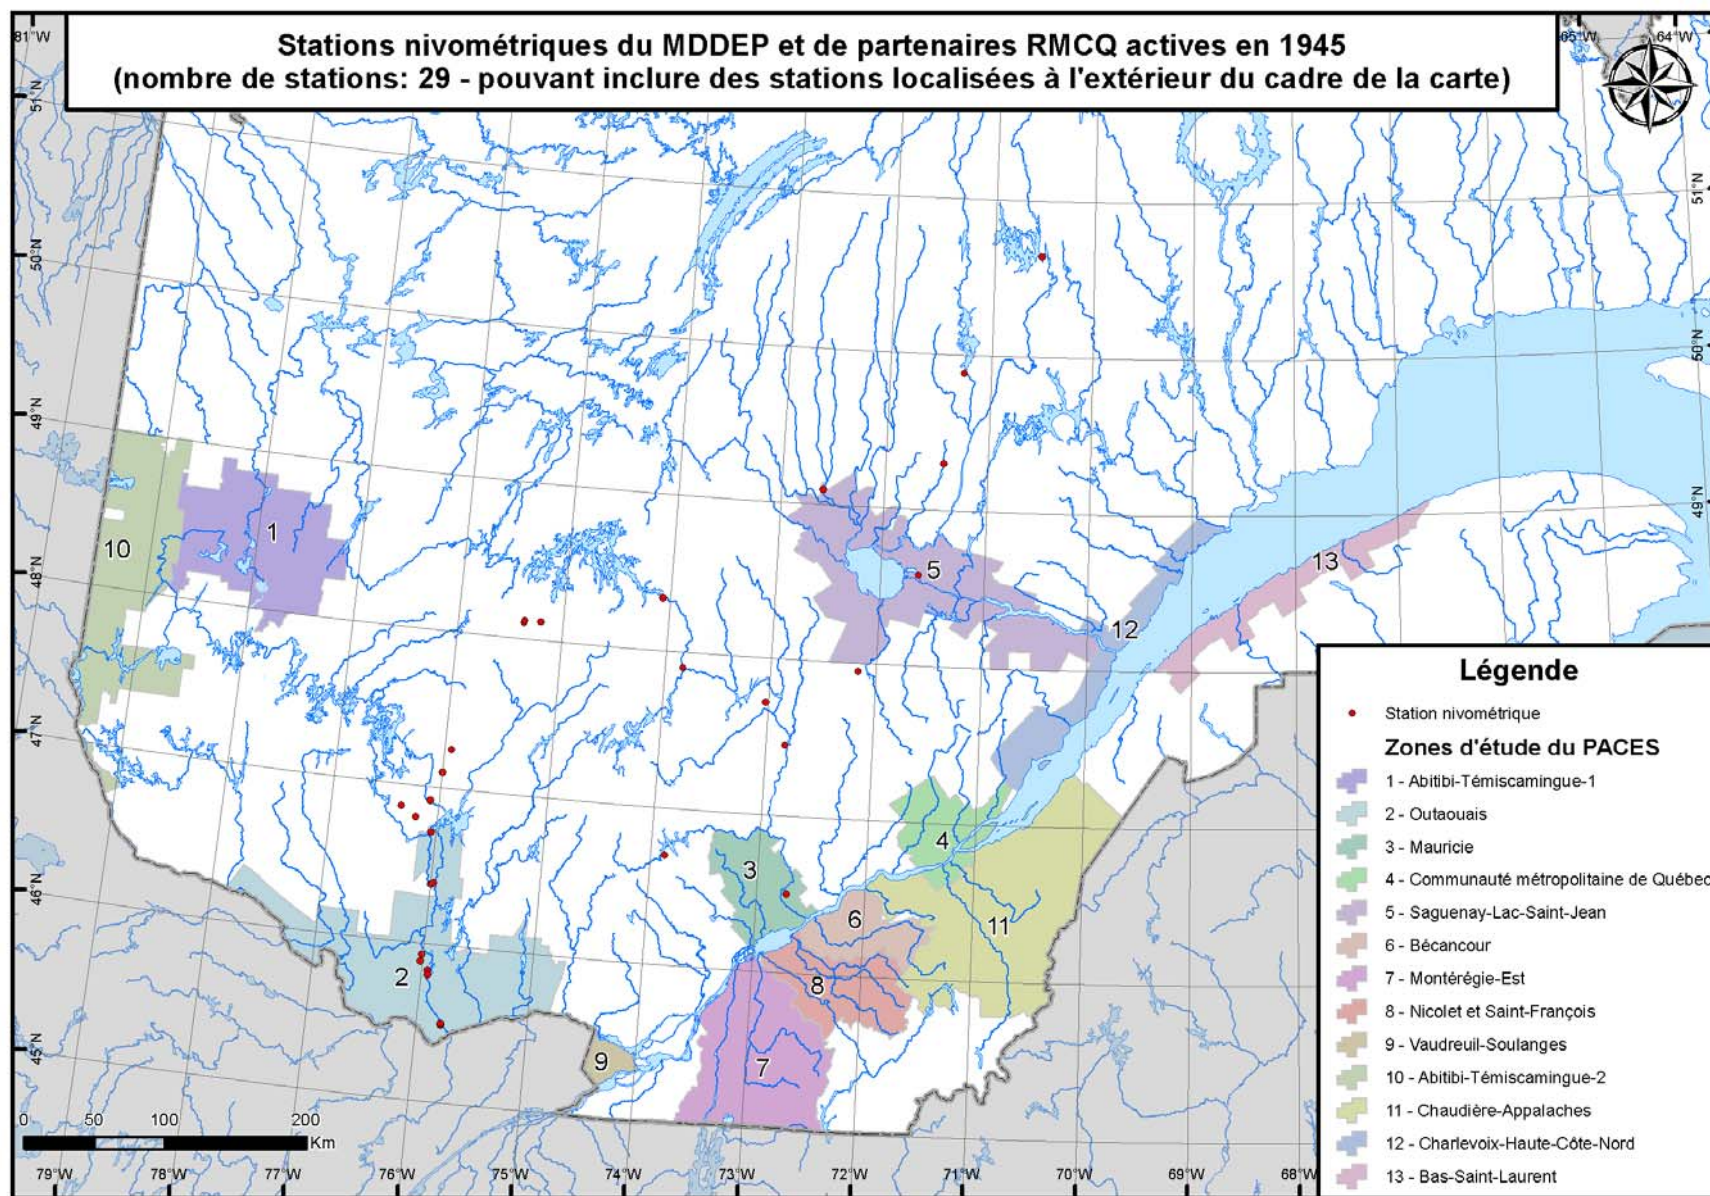 Stations nivométriques du MDDEP et de partenaires RMCQ actives en 1945
(nombre de stations: 29 - pouvant inclure des stations localisées à l'extérieur du cadre de la carte)
81°W
65°W
64°W
51°N
50°N
49°N
48°N
47°N
46°N
45°N
51°N
50°N
49°N
1
10
5
12
13
4
3
6
11
2
8
9
7
Légende
Station nivométrique
Zones d'étude du PACES
1 - Abitibi-Témiscamingue-1
2 - Outaouais
3 - Mauricie
4 - Communauté métropolitaine de Québec
5 - Saguenay-Lac-Saint-Jean
6 - Bécancour
7 - Montérégie-Est
8 - Nicolet et Saint-François
9 - Vaudreuil-Soulanges
10 - Abitibi-Témiscamingue-2
11 - Chaudière-Appalaches
12 - Charlevoix-Haute-Côte-Nord
13 - Bas-Saint-Laurent
0 50 100 200
Km
79°W 78°W 77°W 76°W 75°W 74°W 73°W 72°W 71°W 70°W 69°W 68°W